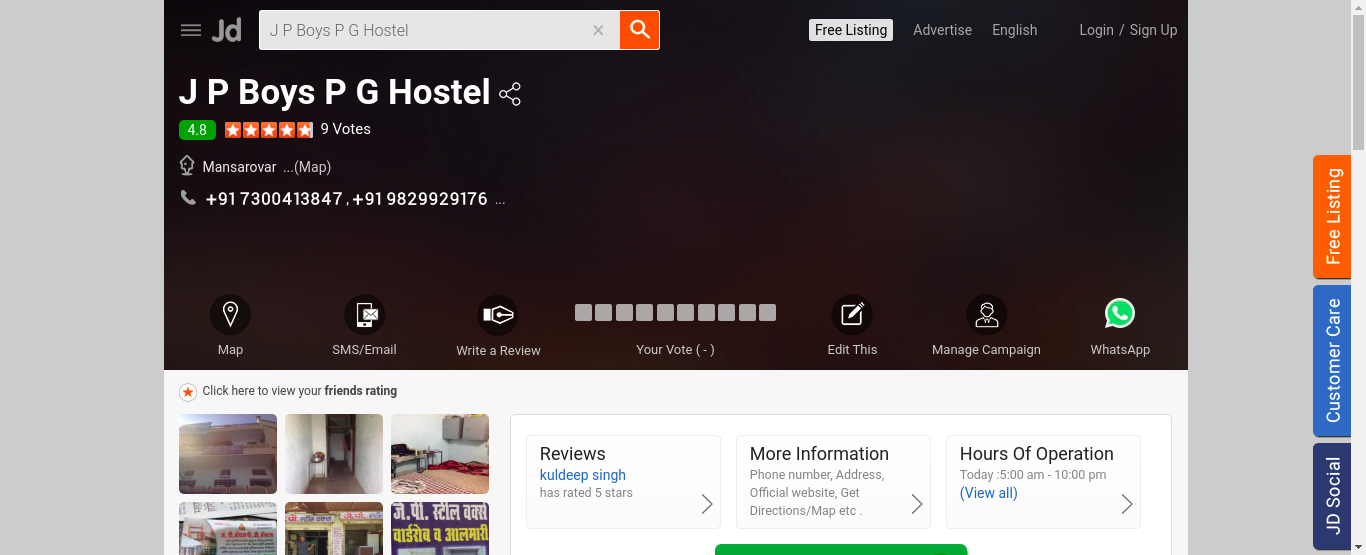 Jd
J P Boys P G Hostel
Free Listing
Advertise
English
Login / Sign Up
J P Boys P G Hostel
4.8
9 Votes
Mansarovar ...(Map)
+91 7300413847 , +91 9829929176 ...
Map
SMS/Email
Write a Review
Your Vote ( - )
Edit This
Manage Campaign
WhatsApp
Click here to view your friends rating
Reviews
kuldeep singh
has rated 5 stars
More Information
Phone number, Address,
Official website, Get
Directions/Map etc .
Hours Of Operation
Today :5:00 am - 10:00 pm
(View all)
जे. पी. स्टील वर्क्स
वार्डरोब व आलमारी
Free Listing
Customer Care
JD Social